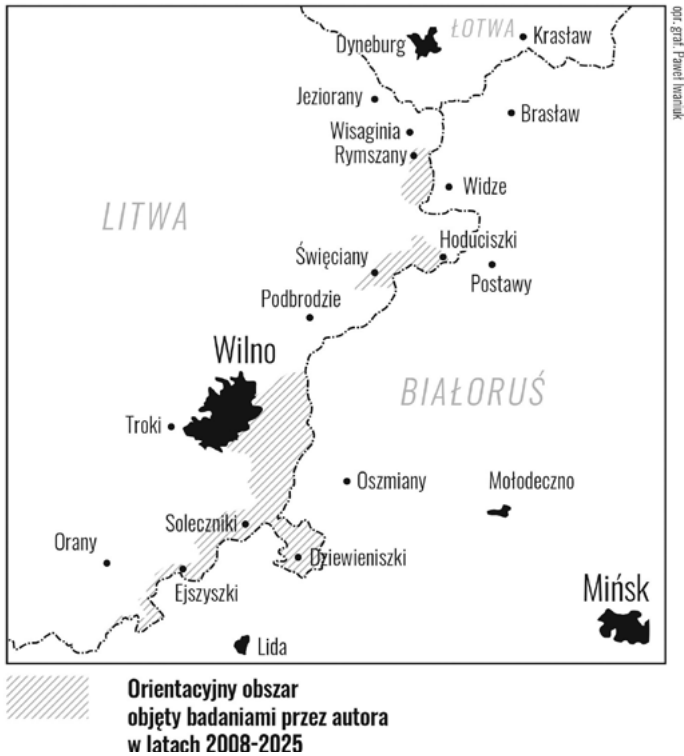 opr. graf. Paweł Iwaniuk
ŁOTWA
Krasław
Dyneburg
Jeziorany
Brasław
Wisaginia
Rymszany
Widze
LITWA
Hoduciszki
Święciany
Postawy
Podbrodzie
Wilno
BIAŁORUŚ
Troki
Oszmiany
Mołodeczno
Soleczniki
Orany
Dziewieniszki
Ejszyszki
Mińsk
Lida
Orientacyjny obszar
objęty badaniami przez autora
w latach 2008-2025